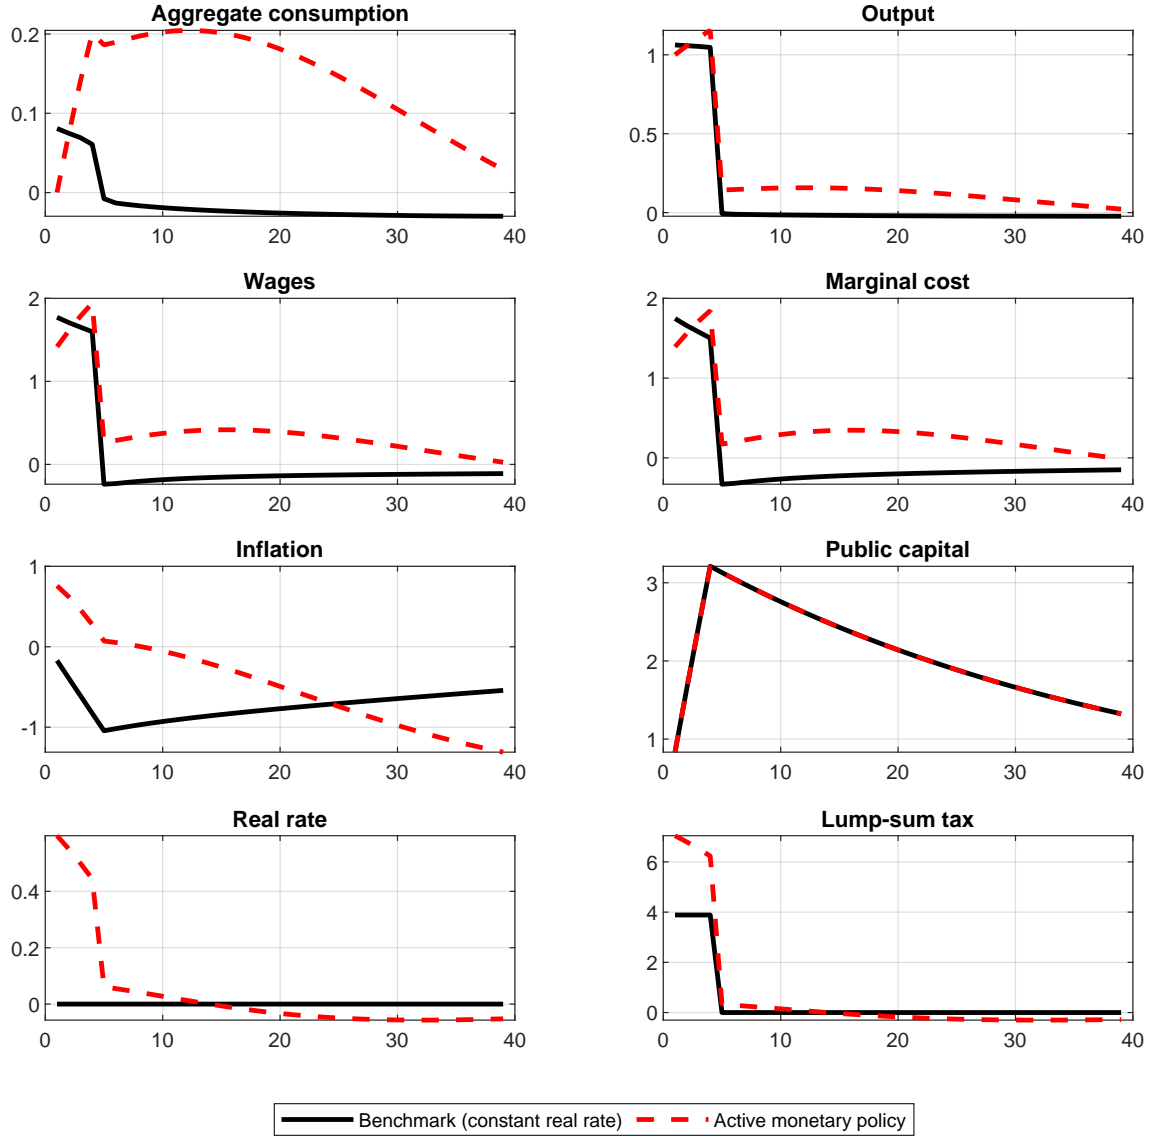 Aggregate consumption
0.2
0.1
0
0 10 20 30 40
Output
1
0.5
0
0 10 20 30 40
Wages
2
1
0
0 10 20 30 40
Marginal cost
2
1
0
0 10 20 30 40
Inflation
1
0
-1
0 10 20 30 40
Public capital
3
2
1
0 10 20 30 40
Real rate
0.4
0.2
0
0 10 20 30 40
Lump-sum tax
6
4
2
0
0 10 20 30 40
Benchmark (constant real rate) Active monetary policy